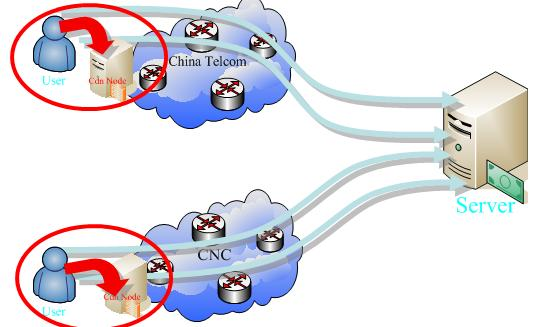 China Telcom
User
Cdn Node
Server
CNC
Cdn Node
User